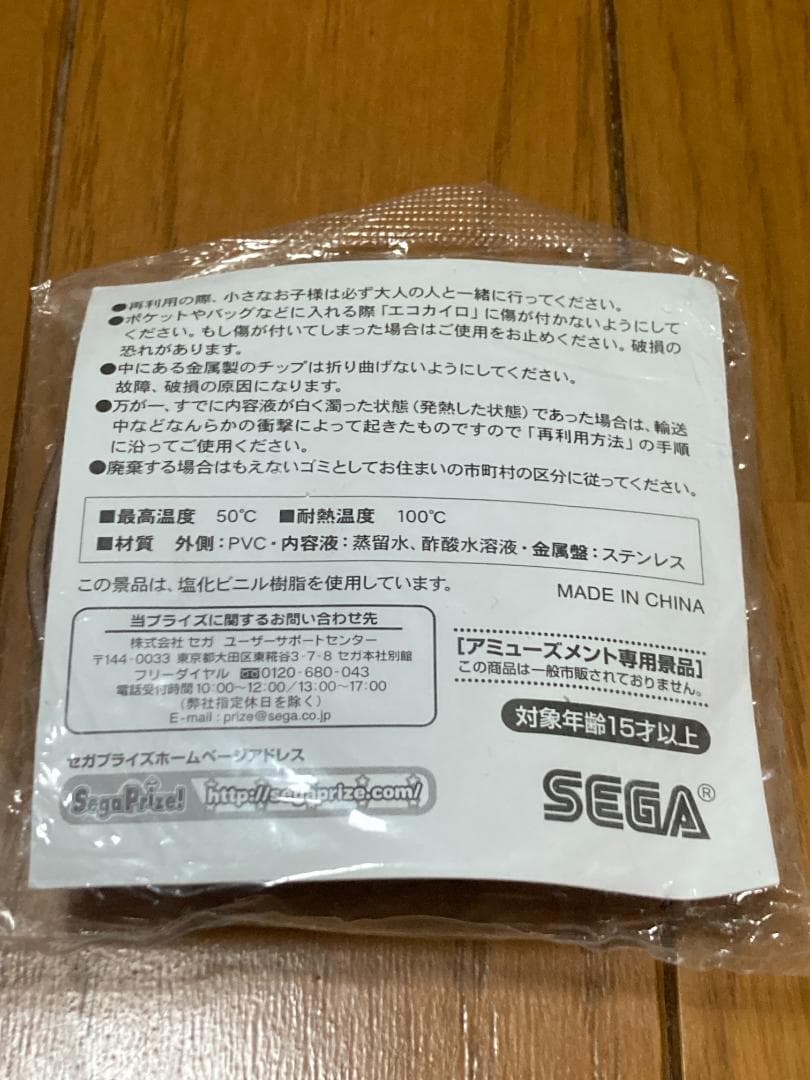 ●再利用の際、小さなお子様は必ず大人の人と一緒に行ってください。
●ポケットやバッグなどに入れる際「エコカイロ」に傷が付かないようにして
ください。もし傷が付いてしまった場合はご使用をお止めください。破損の
恐れがあります。
●中にある金属製のチップは折り曲げないようにしてください。
故障、破損の原因になります。
●万が一、すでに内容液が白く濁った状態(発熱した状態)であった場合は、輸送
中などなんらかの衝撃によって起きたものですので「再利用方法」の手順
に沿ってご使用ください。
●廃棄する場合はもえないゴミとしてお住まいの市町村の区分に従ってください。
■最高温度 50℃ ■耐熱温度 100℃
■材質 外側：PVC・内容液：蒸留水、酢酸水溶液・金属盤：ステンレス
この景品は、塩化ビニル樹脂を使用しています。
MADE IN CHINA
当プライズに関するお問い合わせ先
株式会社 セガ ユーザーサポートセンター
〒144-0033 東京都大田区東糀谷3-7-8 セガ本社別館
フリーダイヤル 0120-680-043
電話受付時間 10:00〜12:00/13:00〜17:00
(弊社指定休日を除く)
E-mail : prize@sega.co.jp
[アミューズメント専用景品]
この商品は一般市販されておりません。
対象年齢15才以上
セガプライズホームページアドレス
SegaPrize! http://segaprize.com/
SEGA®